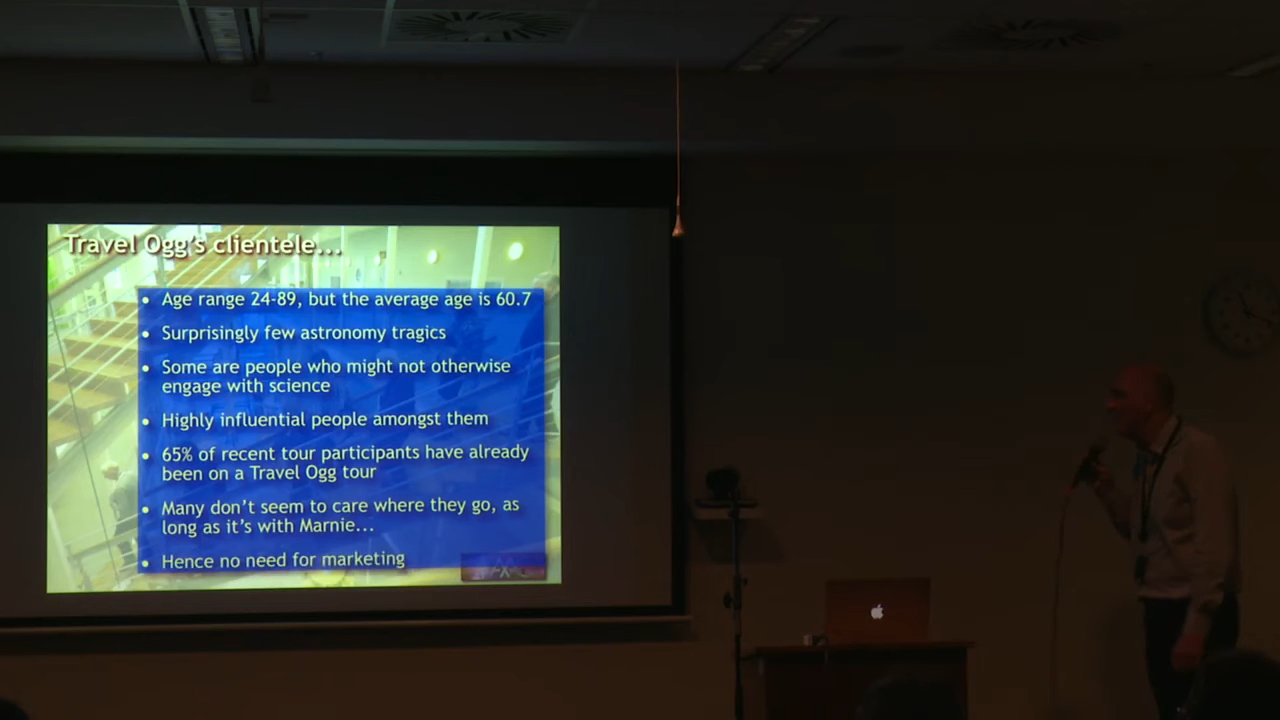 Travel Ogg's clientele...
• Age range 24-89, but the average age is 60.7
• Surprisingly few astronomy tragics
• Some are people who might not otherwise
engage with science
• Highly influential people amongst them
• 65% of recent tour participants have already
been on a Travel Ogg tour
• Many don't seem to care where they go, as
long as it's with Marnie...
• Hence no need for marketing